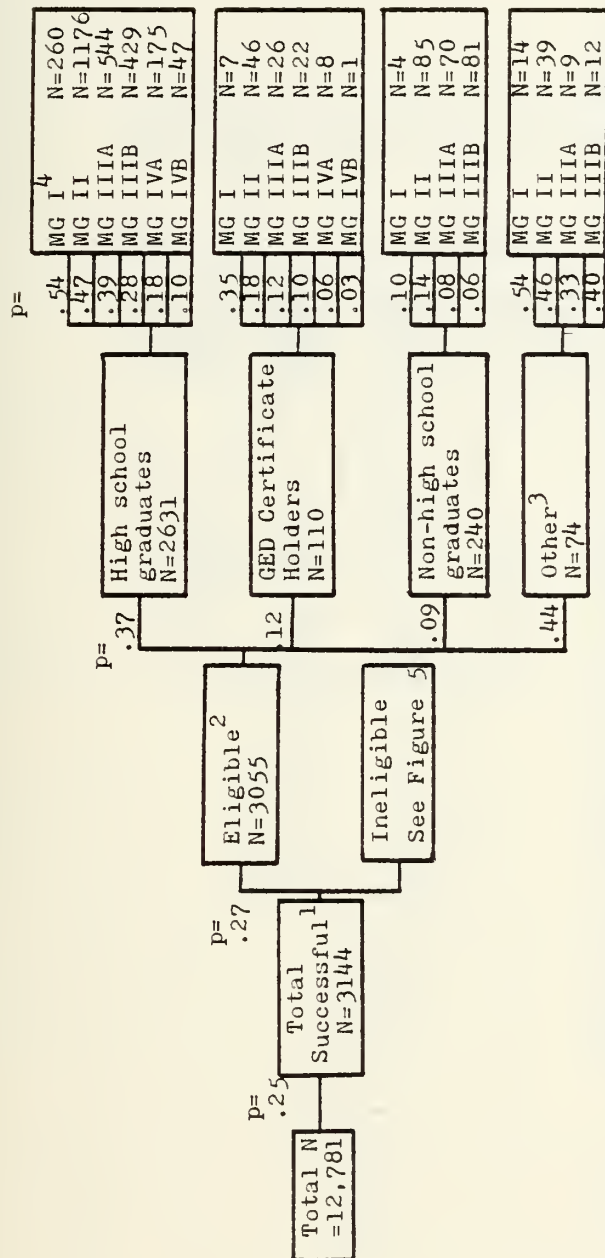 Total N
=12,781
p=
.25
Total
Successful1
N=3144
p=
.27
Eligible2
N=3055
Ineligible
See Figure 5
p=
.37
.12
.09
.44
High school
graduates
N=2631
GED Certificate
Holders
N=110
Non-high school
graduates
N=240
Other3
N=74
p=
.54 MG I4 N=260
.47 MG II N=1176
.39 MG IIIA N=544
.28 MG IIIB N=429
.18 MG IVA N=175
.10 MG IVB N=47
.35 MG I N=7
.18 MG II N=46
.12 MG IIIA N=26
.10 MG IIIB N=22
.06 MG IVA N=8
.03 MG IVB N=1
.10 MG I N=4
.14 MG II N=85
.08 MG IIIA N=70
.06 MG IIIB N=81
.54 MG I N=14
.46 MG II N=39
.33 MG IIIA N=9
.40 MG IIIB N=12